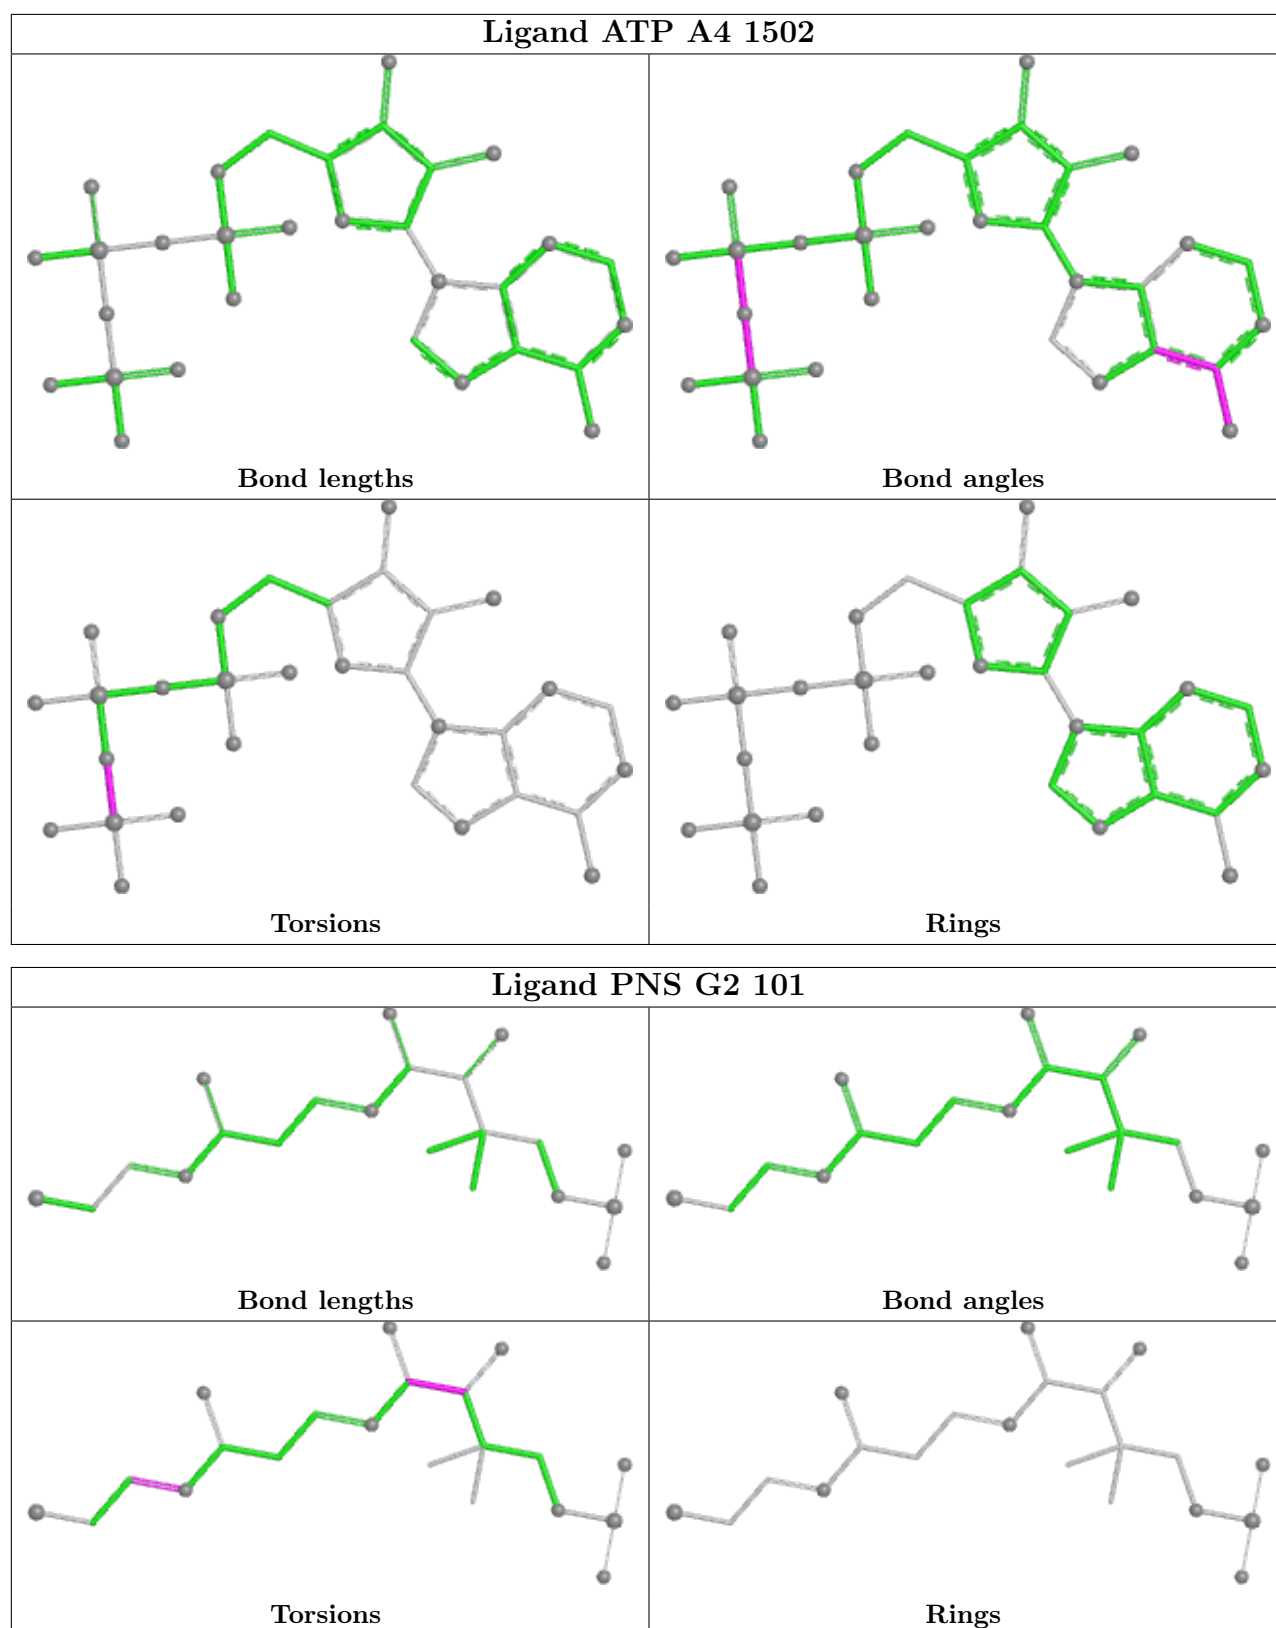 Ligand ATP A4 1502
Bond lengths
Bond angles
Torsions
Rings
Ligand PNS G2 101
Bond lengths
Bond angles
Torsions
Rings